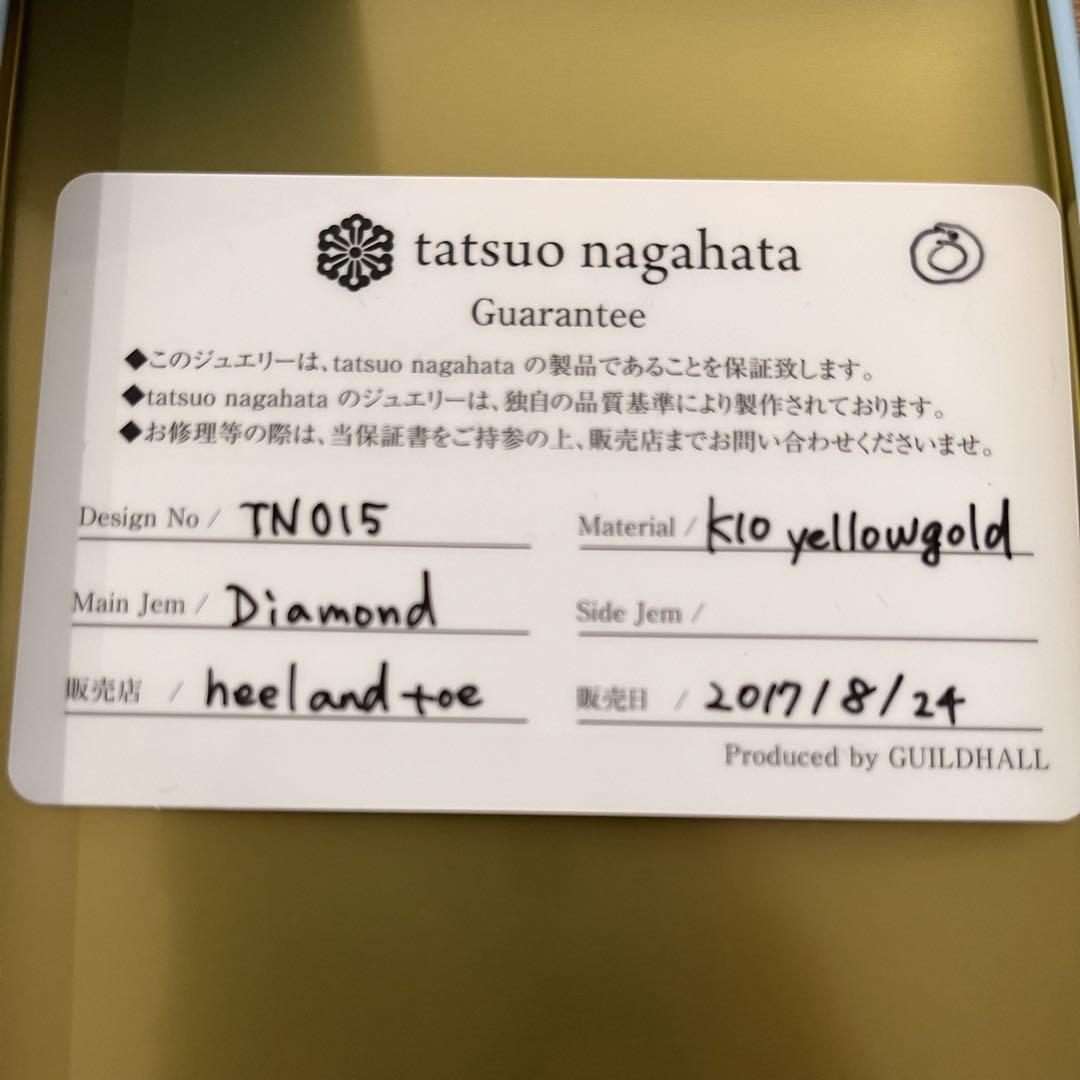 tatsuo nagahata
Guarantee
◆このジュエリーは、tatsuo nagahata の製品であることを保証致します。
◆tatsuo nagahata のジュエリーは、独自の品質基準により製作されております。
◆お修理等の際は、当保証書をご持参の上、販売店までお問い合わせくださいませ。
Design No / TN015
Material / K10 yellowgold
Main Jem / Diamond
Side Jem /
販売店 / heel and toe
販売日 / 2017/8/24
Produced by GUILDHALL